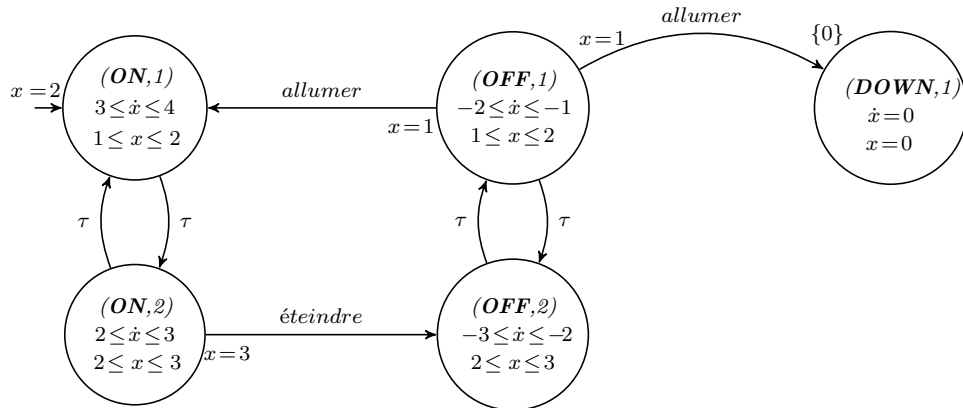 allumer
x=1
{0}
(ON,1)
x=2
3≤ẋ≤4
1≤x≤2
allumer
x=1
(OFF,1)
−2≤ẋ≤−1
1≤x≤2
(DOWN,1)
ẋ=0
x=0
τ
τ
τ
τ
(ON,2)
2≤ẋ≤3
2≤x≤3
éteindre
x=3
(OFF,2)
−3≤ẋ≤−2
2≤x≤3